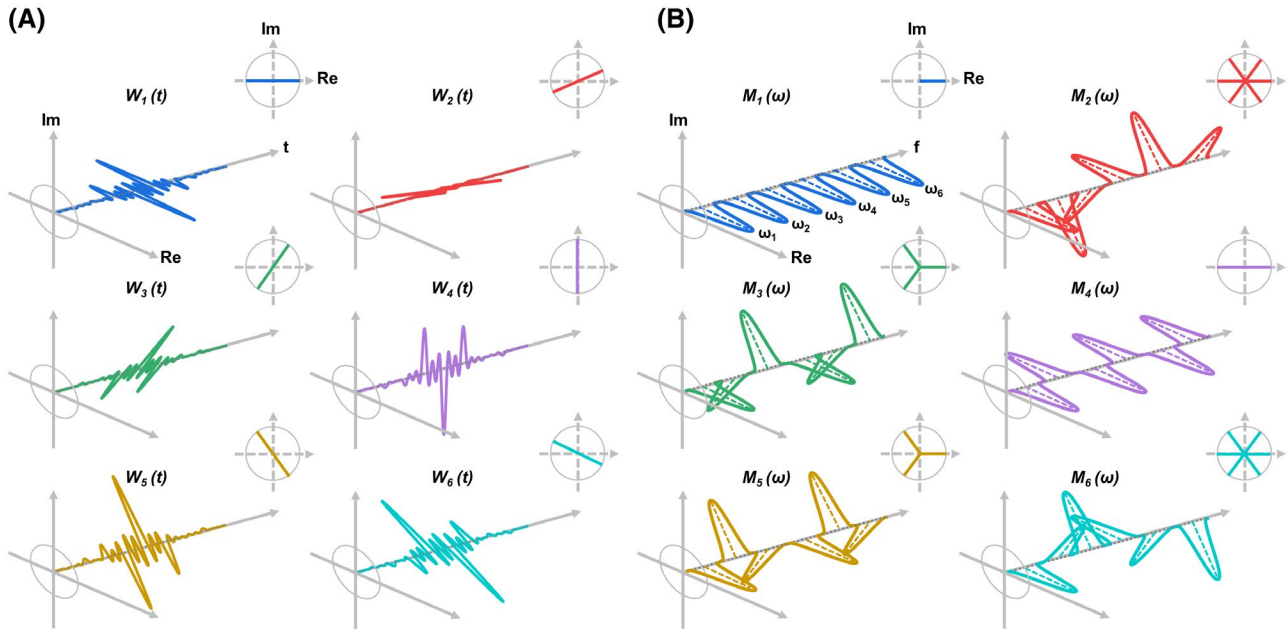 (A)
(B)
Im
Re
W₁ (t)
W₂ (t)
Im
t
Re
W₃ (t)
W₄ (t)
W₅ (t)
W₆ (t)
Im
Re
M₁ (ω)
M₂ (ω)
Im
f
ω₁
ω₂
ω₃
ω₄
ω₅
ω₆
Re
M₃ (ω)
M₄ (ω)
M₅ (ω)
M₆ (ω)